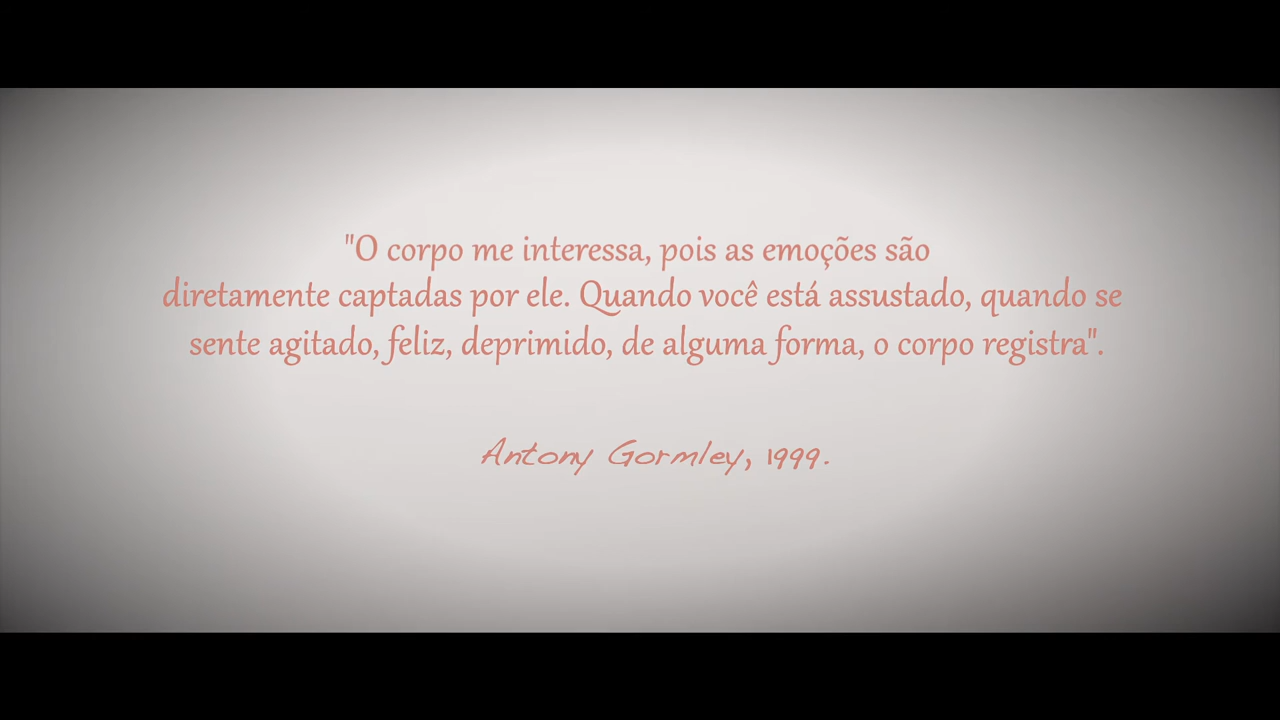 "O corpo me interessa, pois as emoções são
diretamente captadas por ele. Quando você está assustado, quando se
sente agitado, feliz, deprimido, de alguma forma, o corpo registra".
Antony Gormley, 1999.